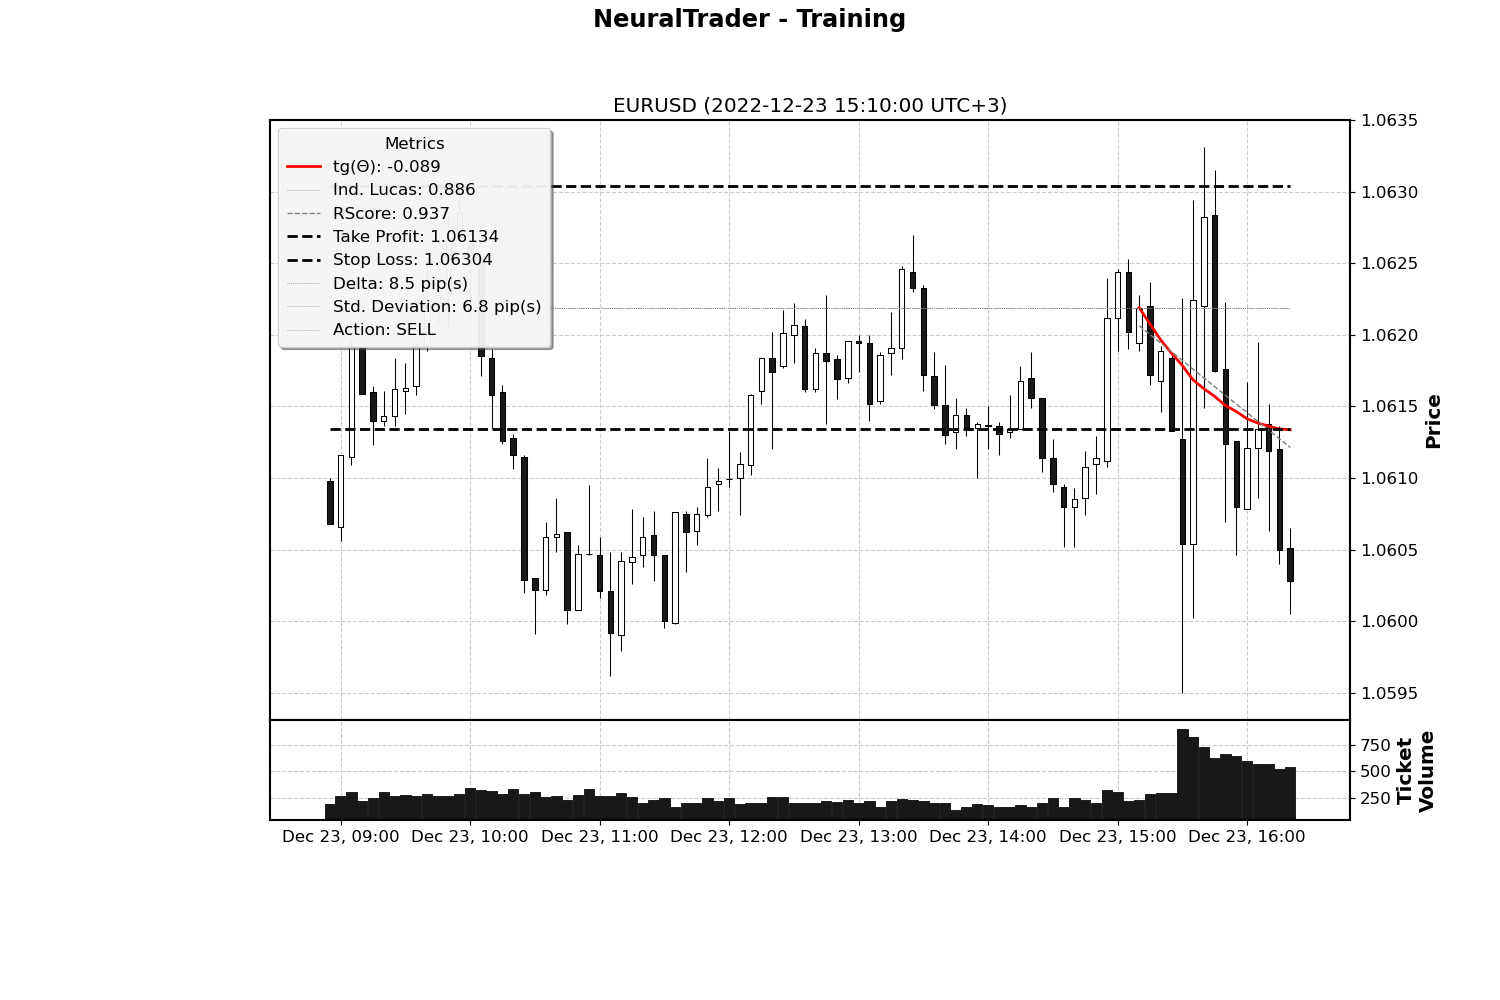 NeuralTrader - Training
EURUSD (2022-12-23 15:10:00 UTC+3)
Metrics
tg(Θ): -0.089
Ind. Lucas: 0.886
RScore: 0.937
Take Profit: 1.06134
Stop Loss: 1.06304
Delta: 8.5 pip(s)
Std. Deviation: 6.8 pip(s)
Action: SELL
1.0635
1.0630
1.0625
1.0620
1.0615
1.0610
1.0605
1.0600
1.0595
Price
750
500
250
Ticket
Volume
Dec 23, 09:00
Dec 23, 10:00
Dec 23, 11:00
Dec 23, 12:00
Dec 23, 13:00
Dec 23, 14:00
Dec 23, 15:00
Dec 23, 16:00